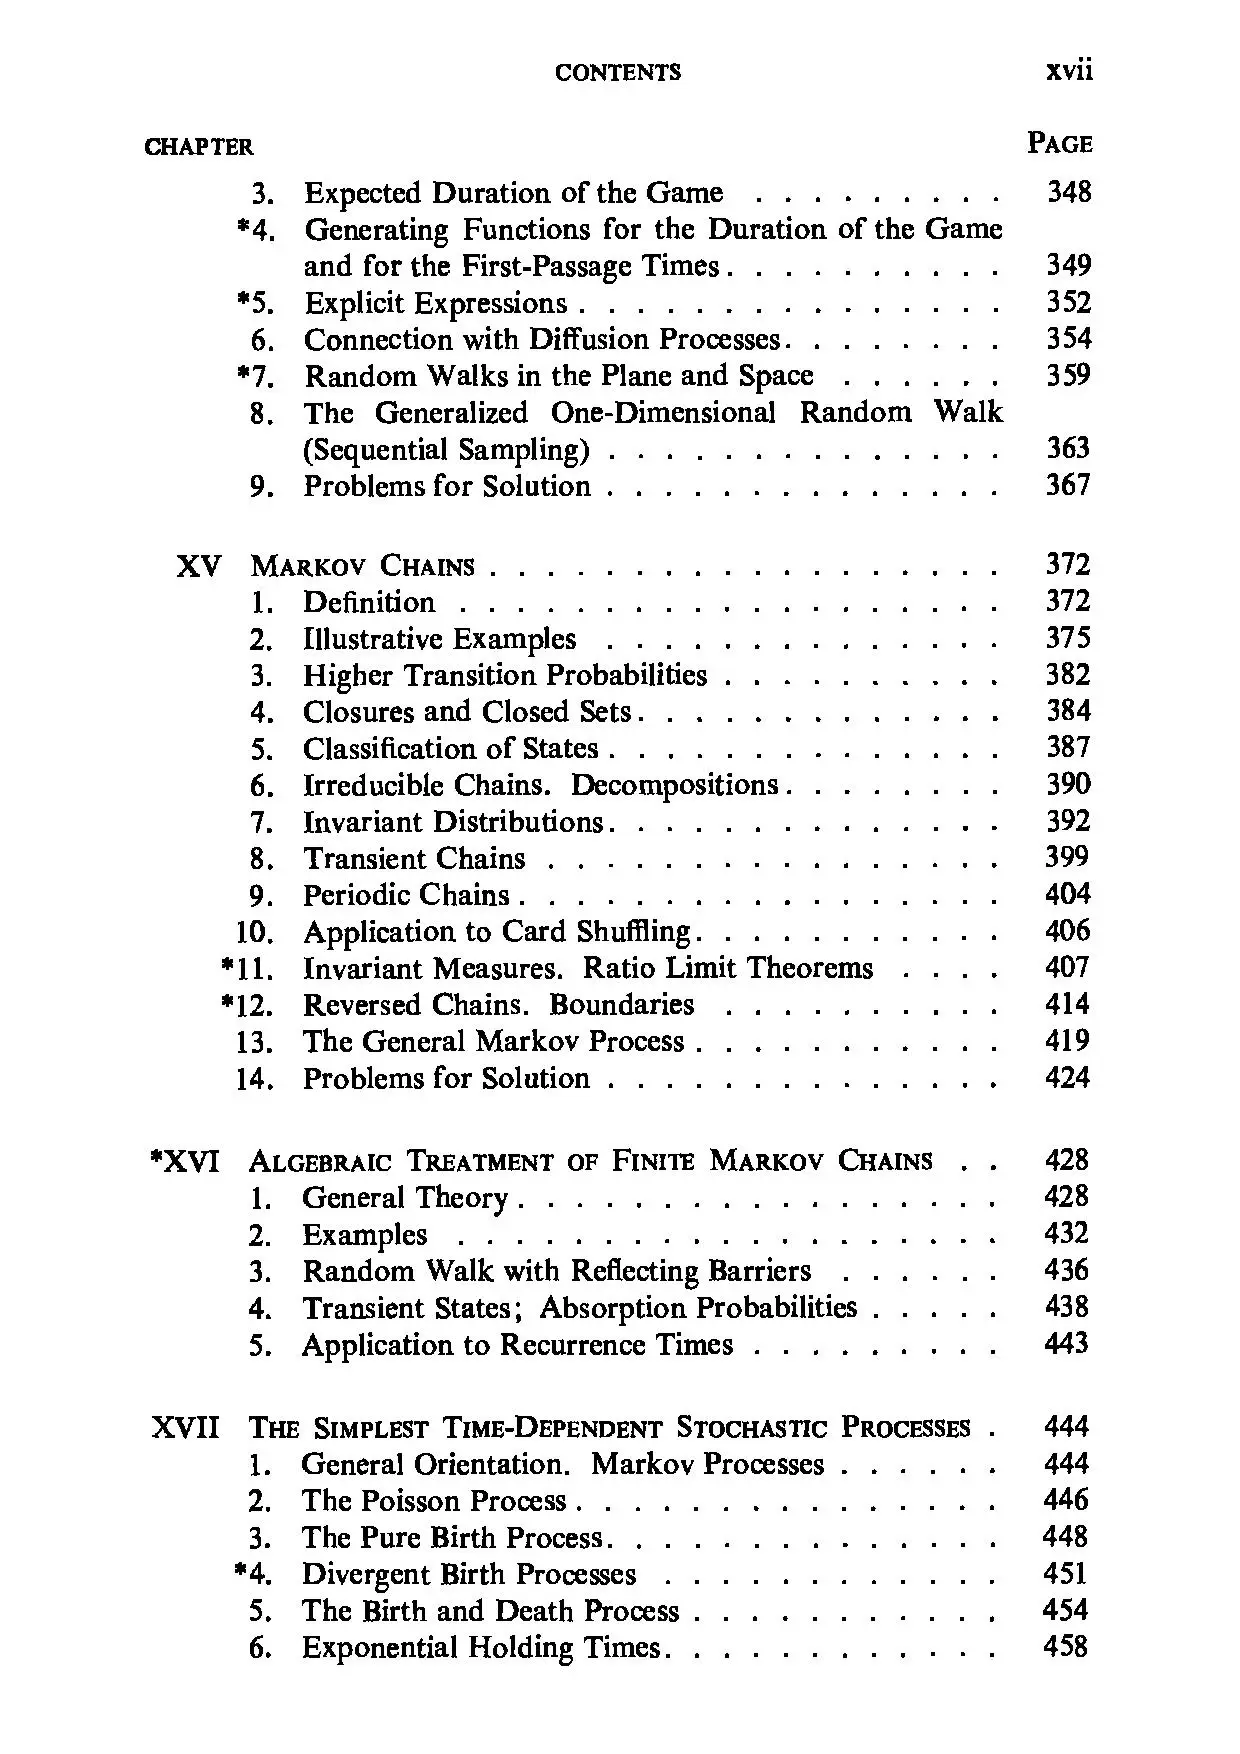 CONTENTS xvii
CHAPTER PAGE
3. Expected Duration of the Game . . . . . . . . . 348
*4. Generating Functions for the Duration of the Game
and for the First-Passage Times . . . . . . . . . . 349
*5. Explicit Expressions . . . . . . . . . . . . . . . 352
6. Connection with Diffusion Processes . . . . . . . . 354
*7. Random Walks in the Plane and Space . . . . . . 359
8. The Generalized One-Dimensional Random Walk
(Sequential Sampling) . . . . . . . . . . . . . . 363
9. Problems for Solution . . . . . . . . . . . . . . 367
XV MARKOV CHAINS . . . . . . . . . . . . . . . . . . 372
1. Definition . . . . . . . . . . . . . . . . . . . 372
2. Illustrative Examples . . . . . . . . . . . . . . 375
3. Higher Transition Probabilities . . . . . . . . . . 382
4. Closures and Closed Sets . . . . . . . . . . . . . 384
5. Classification of States . . . . . . . . . . . . . . 387
6. Irreducible Chains. Decompositions . . . . . . . . 390
7. Invariant Distributions . . . . . . . . . . . . . . 392
8. Transient Chains . . . . . . . . . . . . . . . . 399
9. Periodic Chains . . . . . . . . . . . . . . . . . 404
10. Application to Card Shuffling . . . . . . . . . . . 406
*11. Invariant Measures. Ratio Limit Theorems . . . . 407
*12. Reversed Chains. Boundaries . . . . . . . . . . 414
13. The General Markov Process . . . . . . . . . . . 419
14. Problems for Solution . . . . . . . . . . . . . . 424
*XVI ALGEBRAIC TREATMENT OF FINITE MARKOV CHAINS . . 428
1. General Theory . . . . . . . . . . . . . . . . . 428
2. Examples . . . . . . . . . . . . . . . . . . . 432
3. Random Walk with Reflecting Barriers . . . . . . 436
4. Transient States; Absorption Probabilities . . . . . 438
5. Application to Recurrence Times . . . . . . . . . 443
XVII THE SIMPLEST TIME-DEPENDENT STOCHASTIC PROCESSES . 444
1. General Orientation. Markov Processes . . . . . . 444
2. The Poisson Process . . . . . . . . . . . . . . . 446
3. The Pure Birth Process . . . . . . . . . . . . . . 448
*4. Divergent Birth Processes . . . . . . . . . . . . 451
5. The Birth and Death Process . . . . . . . . . . . 454
6. Exponential Holding Times . . . . . . . . . . . . 458